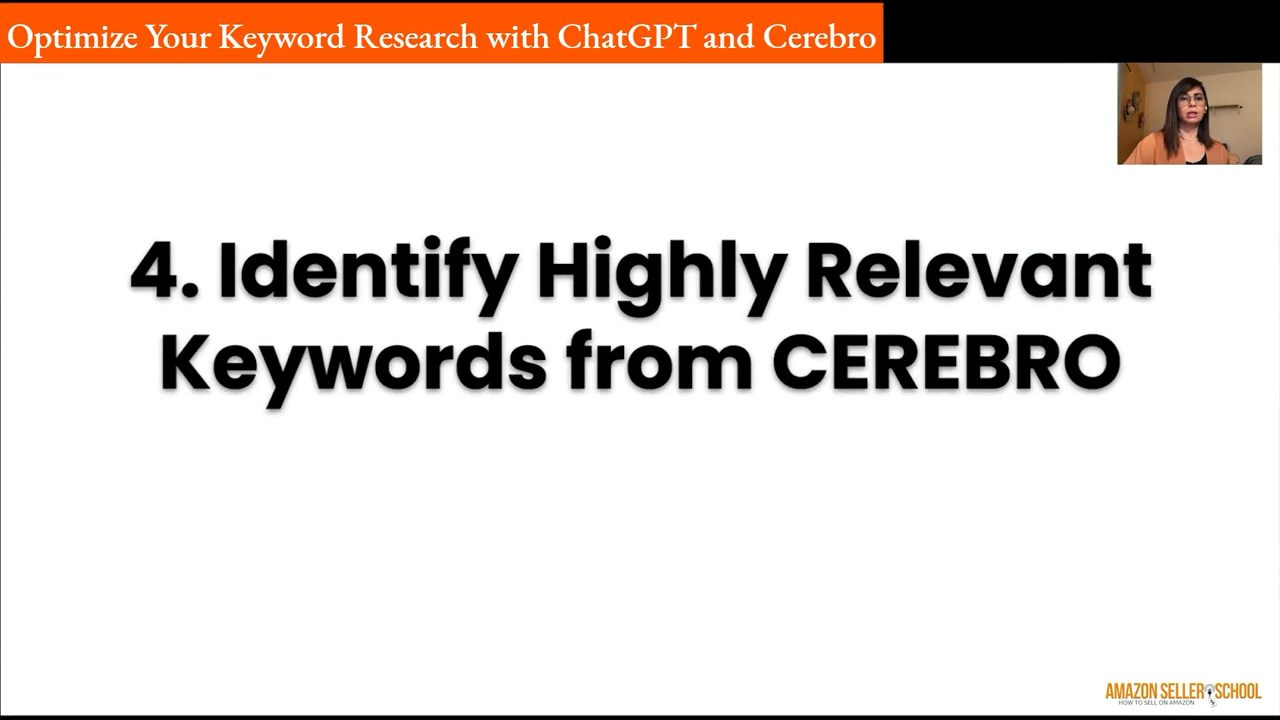 Optimize Your Keyword Research with ChatGPT and Cerebro
4. Identify Highly Relevant
Keywords from CEREBRO
AMAZON SELLER SCHOOL
HOW TO SELL ON AMAZON